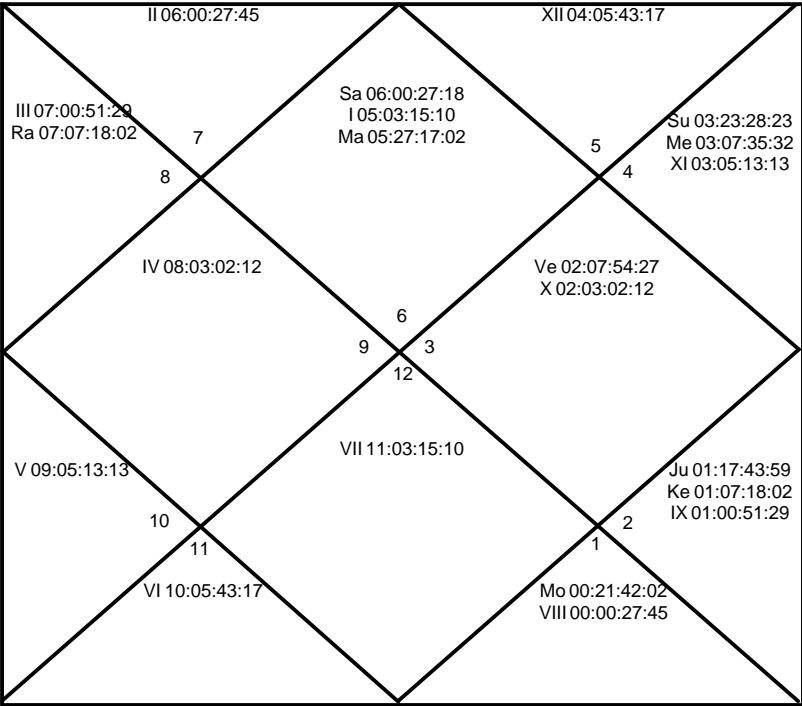 II 06:00:27:45
XII 04:05:43:17
Sa 06:00:27:18
I 05:03:15:10
Ma 05:27:17:02
III 07:00:51:29
Ra 07:07:18:02
7
8
5
4
Su 03:23:28:23
Me 03:07:35:32
XI 03:05:13:13
IV 08:03:02:12
Ve 02:07:54:27
X 02:03:02:12
6
9
3
12
VII 11:03:15:10
V 09:05:13:13
Ju 01:17:43:59
Ke 01:07:18:02
IX 01:00:51:29
10
11
2
1
VI 10:05:43:17
Mo 00:21:42:02
VIII 00:00:27:45